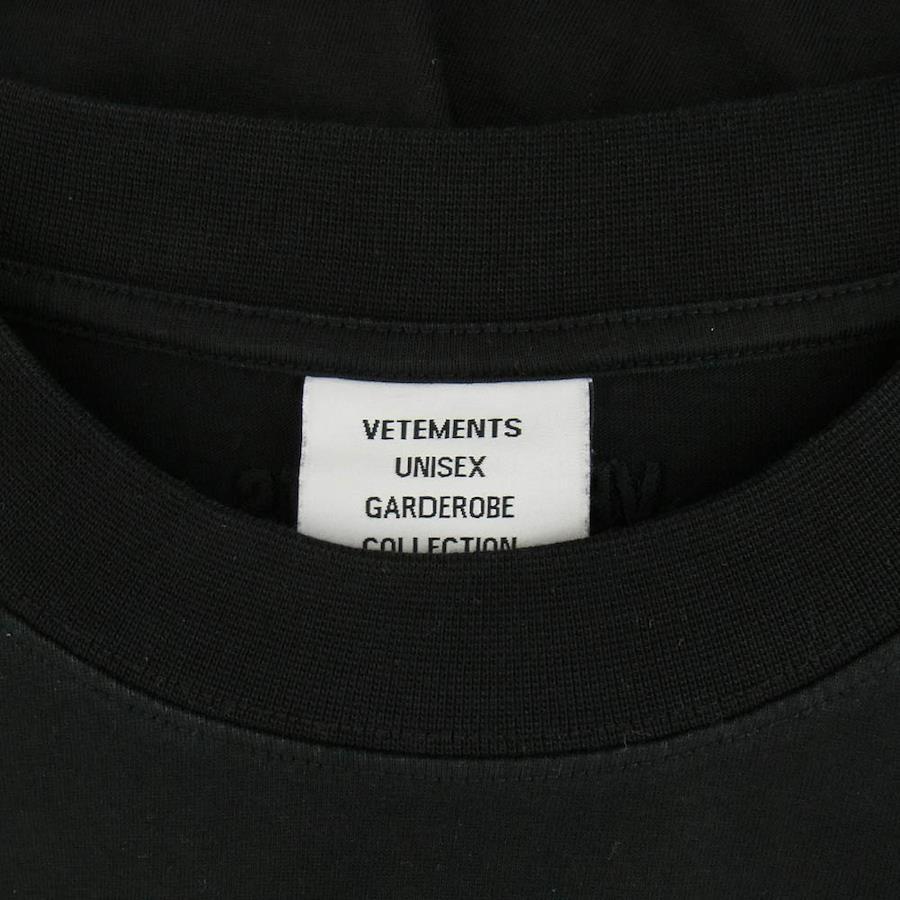 VETEMENTS
UNISEX
GARDEROBE
COLLECTION